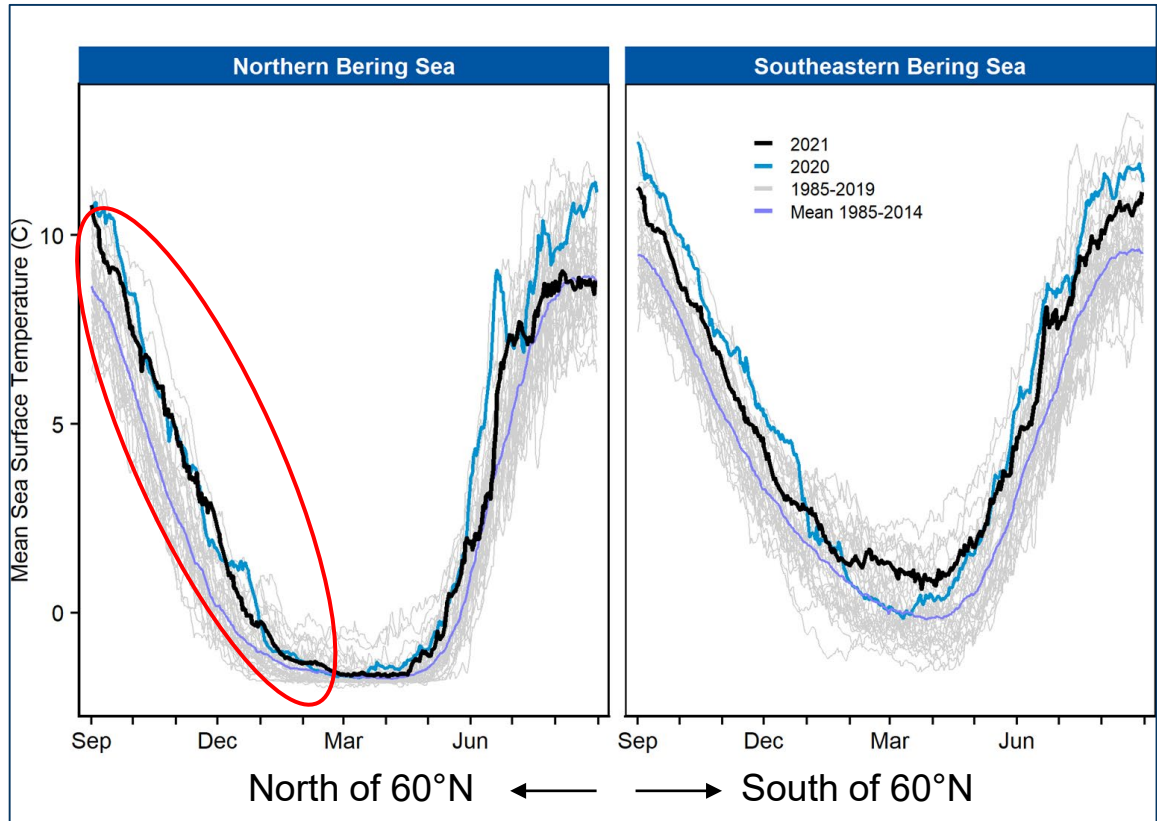 Northern Bering Sea
Southeastern Bering Sea
Mean Sea Surface Temperature (C)
10
5
0
2021
2020
1985-2019
Mean 1985-2014
Sep Dec Mar Jun
Sep Dec Mar Jun
North of 60°N
South of 60°N